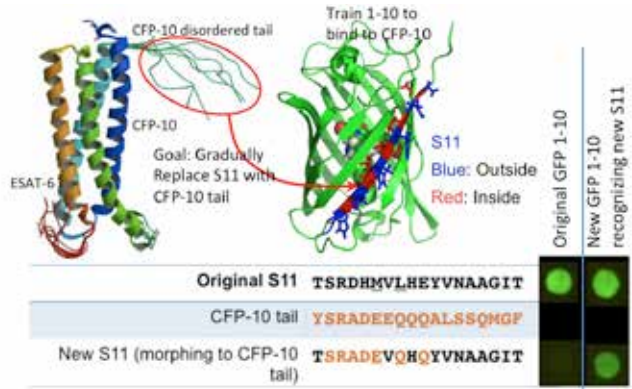 CFP-10 disordered tail
Train 1-10 to
bind to CFP-10
CFP-10
ESAT-6
Goal: Gradually
Replace S11 with
CFP-10 tail
S11
Blue: Outside
Red: Inside
Original GFP 1-10
New GFP 1-10
recognizing new S11
Original S11 TSRDHMVLHEYVNAAGIT
CFP-10 tail YSRADEEQQQALSSQMGF
New S11 (morphing to CFP-10 TSRADEVQHQYVNAAGIT
tail)